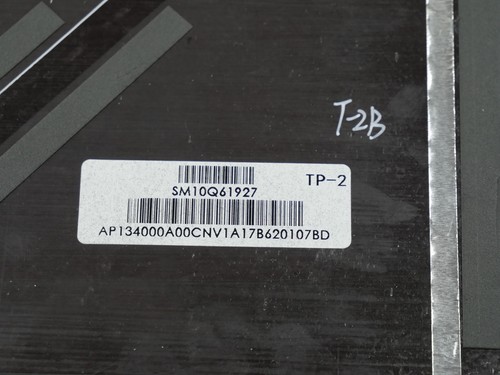 T-2B
TP-2
SM10Q61927
AP134000A00CNV1A17B620107BD